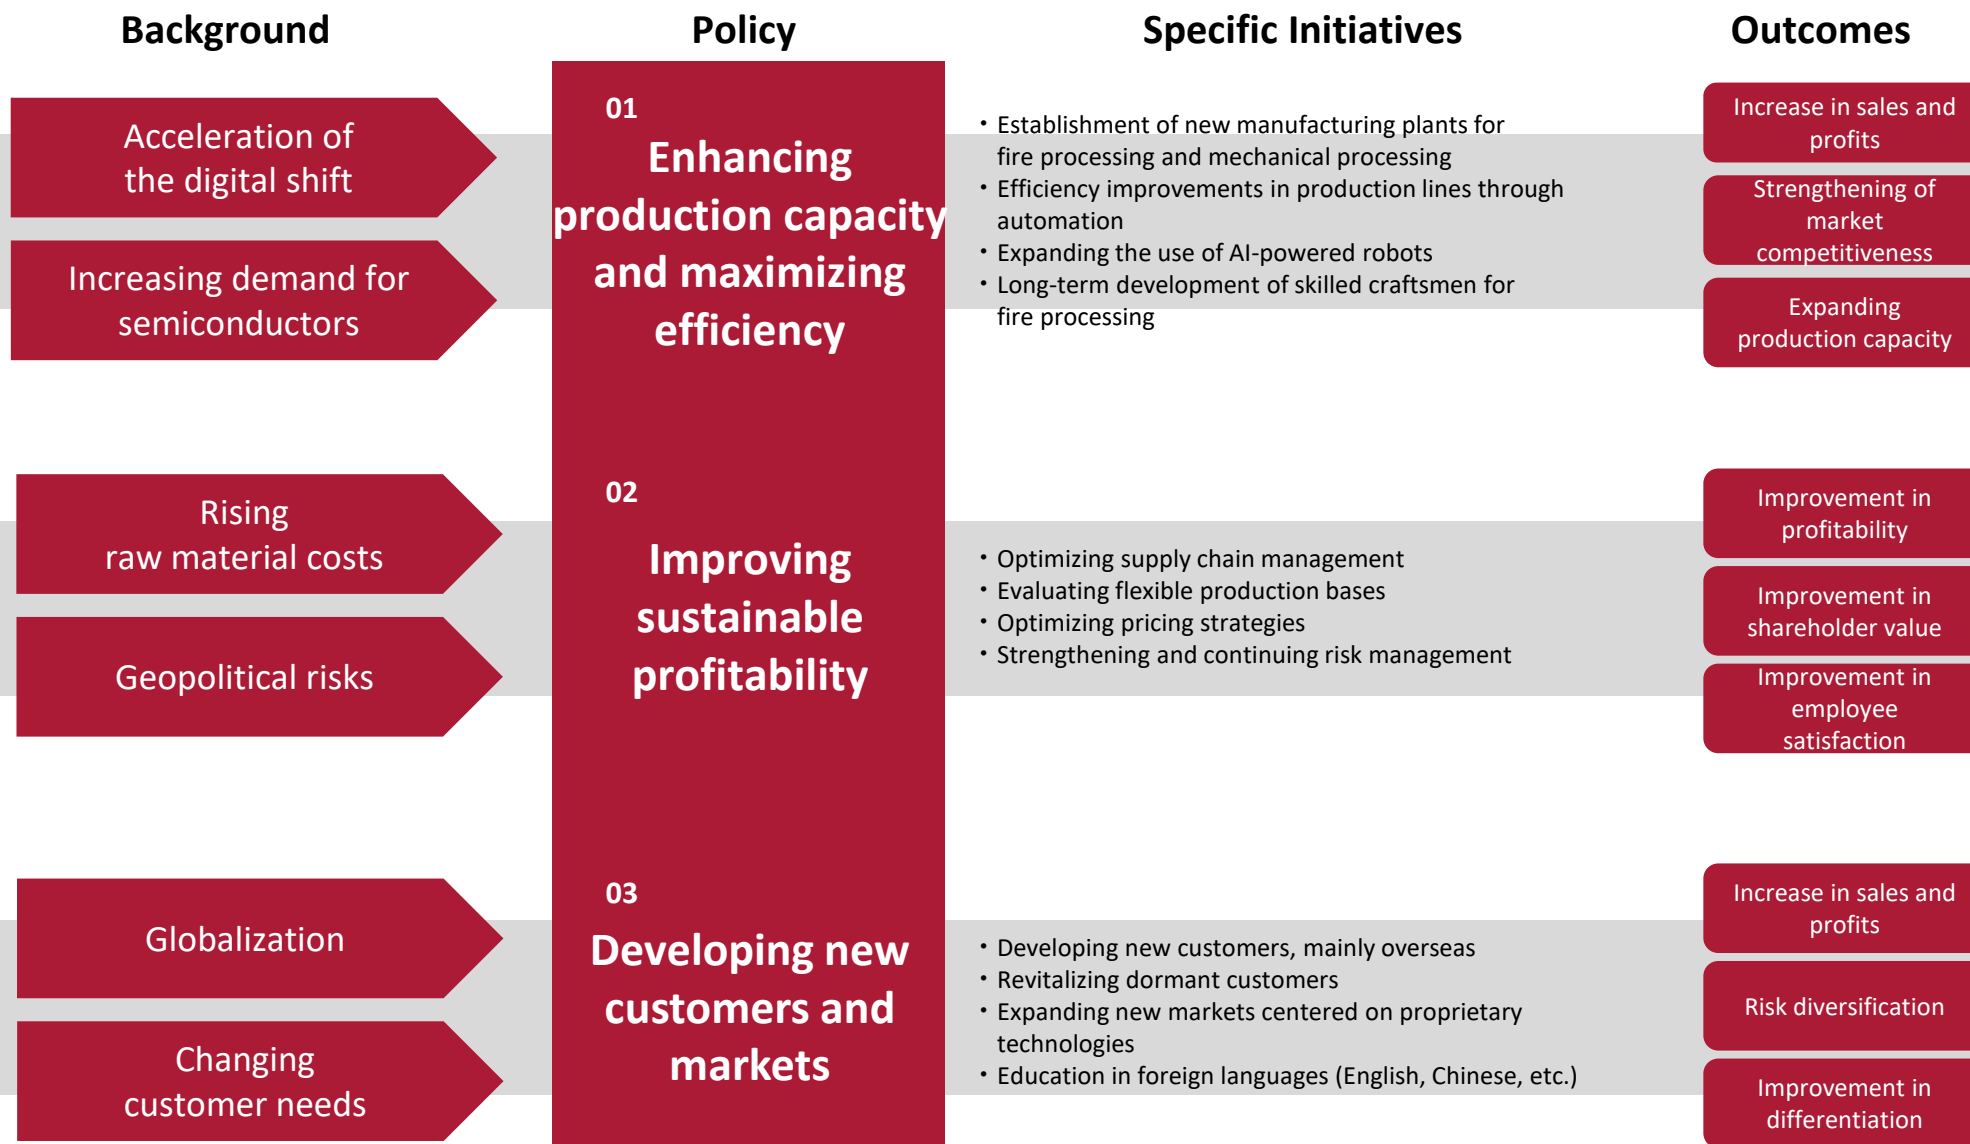 Background
Policy
Specific Initiatives
Outcomes
Acceleration of
the digital shift
Increasing demand for
semiconductors
01
Enhancing
production capacity
and maximizing
efficiency
・Establishment of new manufacturing plants for
fire processing and mechanical processing
・Efficiency improvements in production lines through
automation
・Expanding the use of AI-powered robots
・Long-term development of skilled craftsmen for
fire processing
Increase in sales and
profits
Strengthening of
market
competitiveness
Expanding
production capacity
Rising
raw material costs
Geopolitical risks
02
Improving
sustainable
profitability
・Optimizing supply chain management
・Evaluating flexible production bases
・Optimizing pricing strategies
・Strengthening and continuing risk management
Improvement in
profitability
Improvement in
shareholder value
Improvement in
employee
satisfaction
Globalization
Changing
customer needs
03
Developing new
customers and
markets
・Developing new customers, mainly overseas
・Revitalizing dormant customers
・Expanding new markets centered on proprietary
technologies
・Education in foreign languages (English, Chinese, etc.)
Increase in sales and
profits
Risk diversification
Improvement in
differentiation